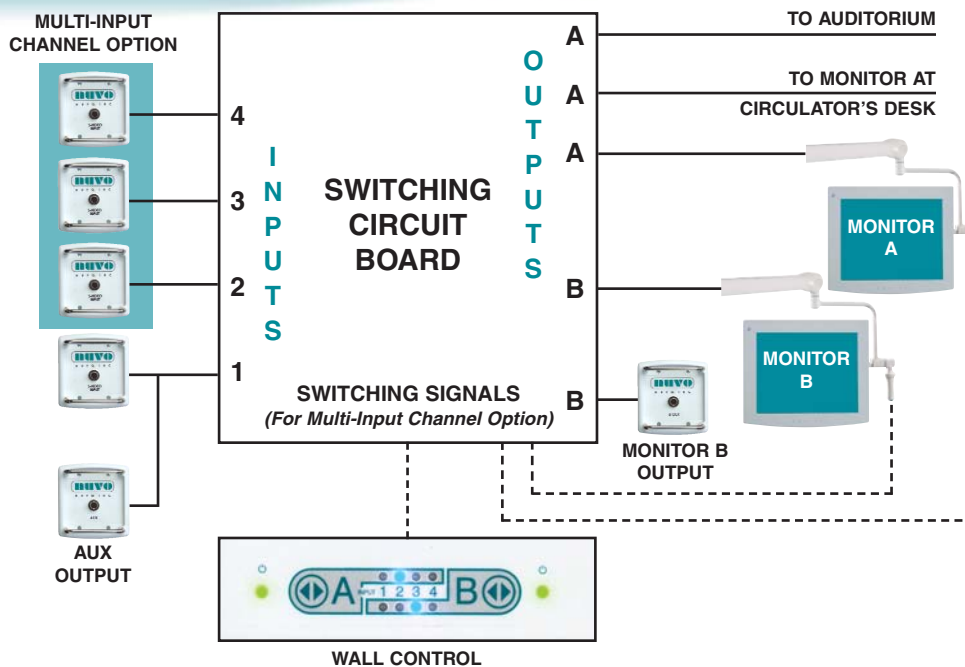 MULTI-INPUT
CHANNEL OPTION
nuvo
4
nuvo
3
nuvo
2
nuvo
1
nuvo
AUX
OUTPUT
INPUTS
SWITCHING
CIRCUIT
BOARD
OUTPUTS
SWITCHING SIGNALS
(For Multi-Input Channel Option)
A
TO AUDITORIUM
A
TO MONITOR AT
CIRCULATOR'S DESK
A
MONITOR
A
B
MONITOR
B
B
nuvo
MONITOR B
OUTPUT
A INPUT 1 2 3 4 B
WALL CONTROL